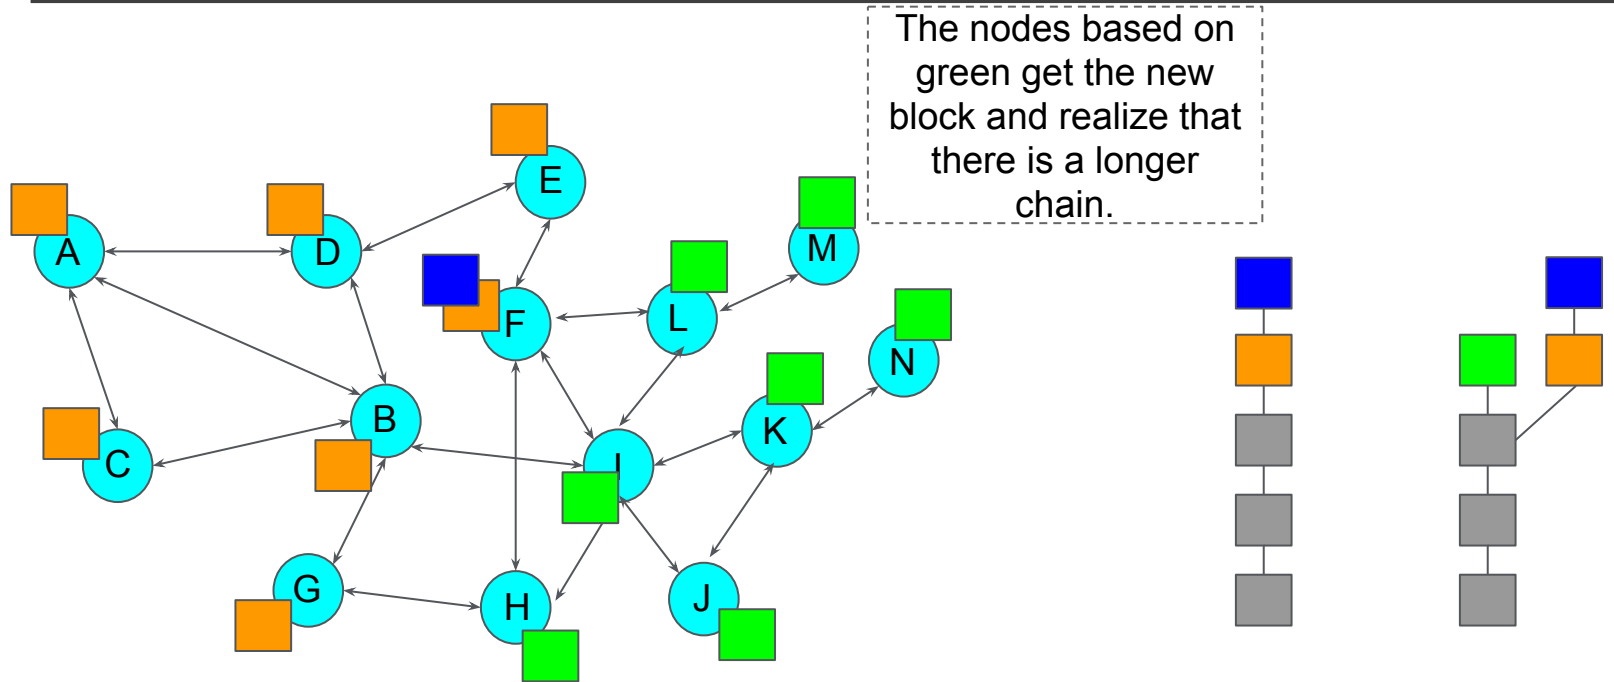 The nodes based on
green get the new
block and realize that
there is a longer
chain.
E
M
A
D
F
L
N
B
K
C
I
G
H
J